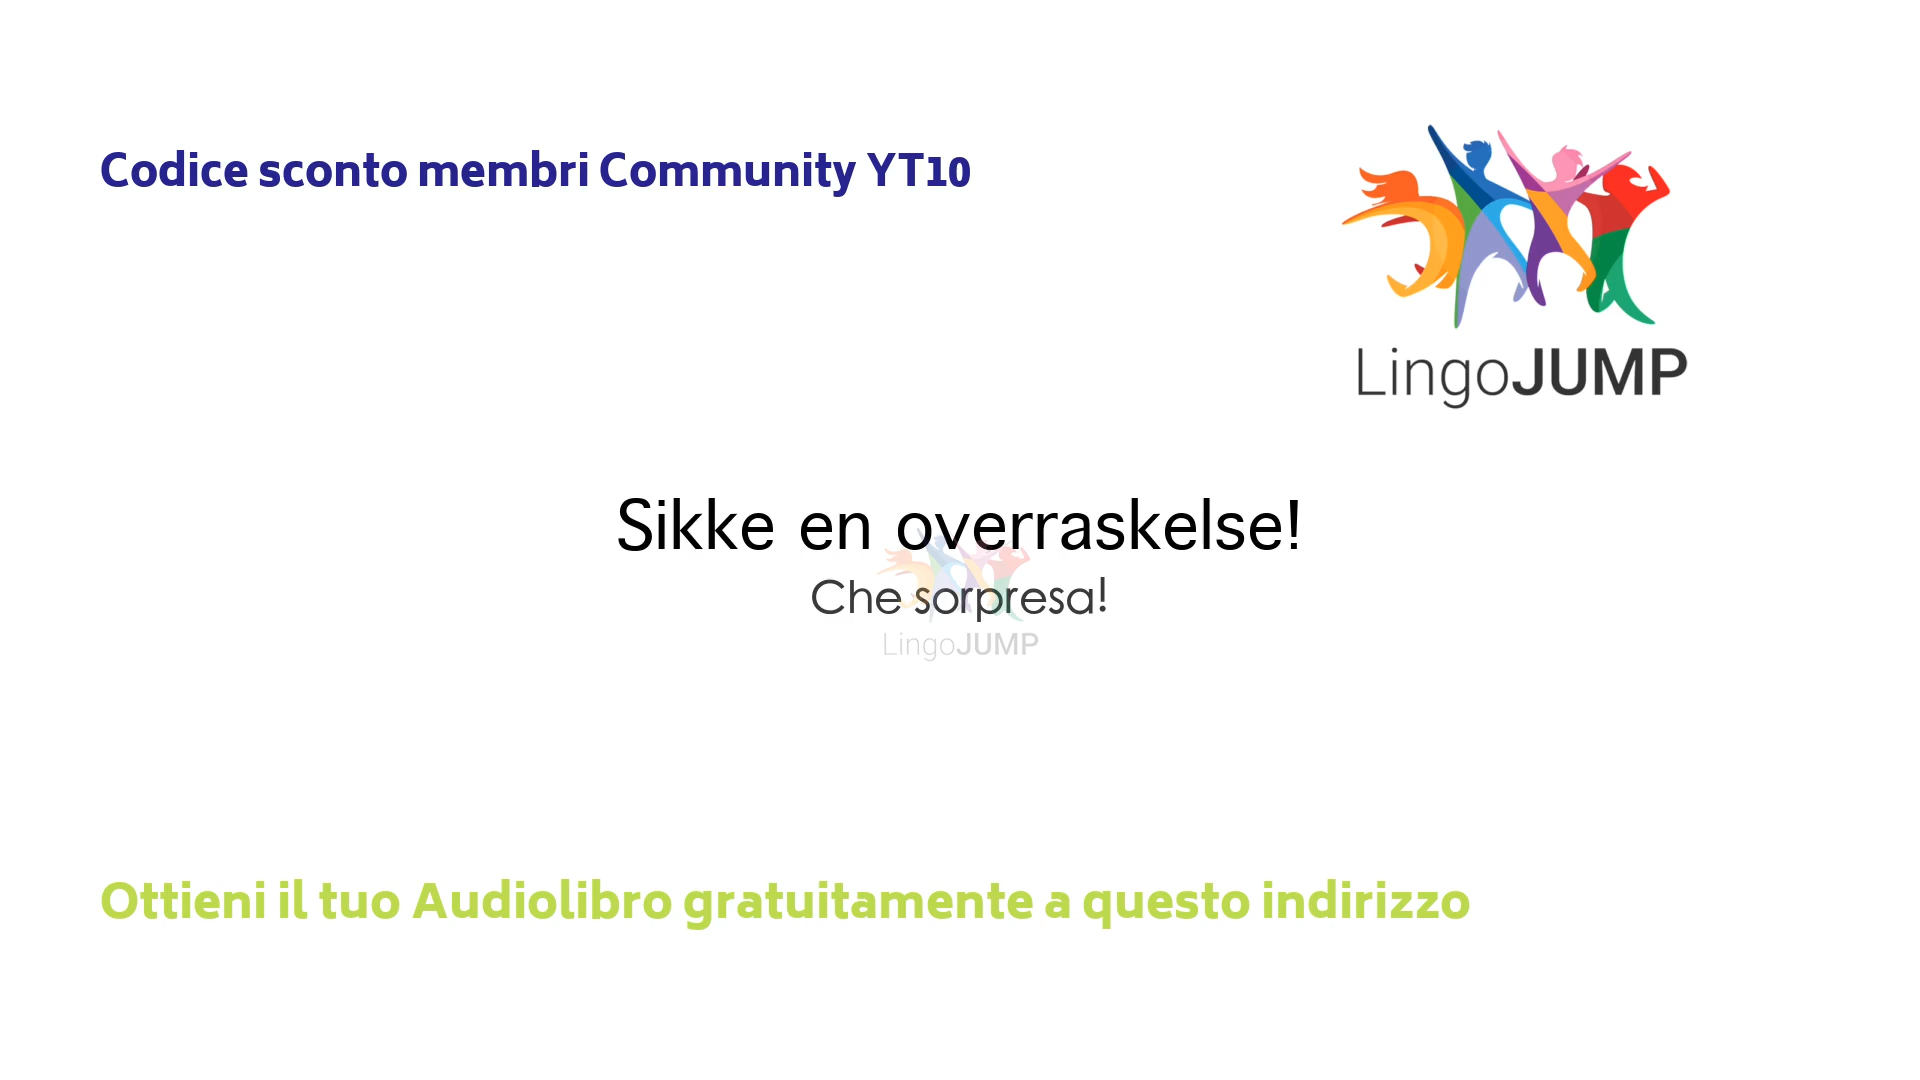 Codice sconto membri Community YT10
LingoJUMP
Sikke en overraskelse!
Che sorpresa!
LingoJUMP
Ottieni il tuo Audiolibro gratuitamente a questo indirizzo